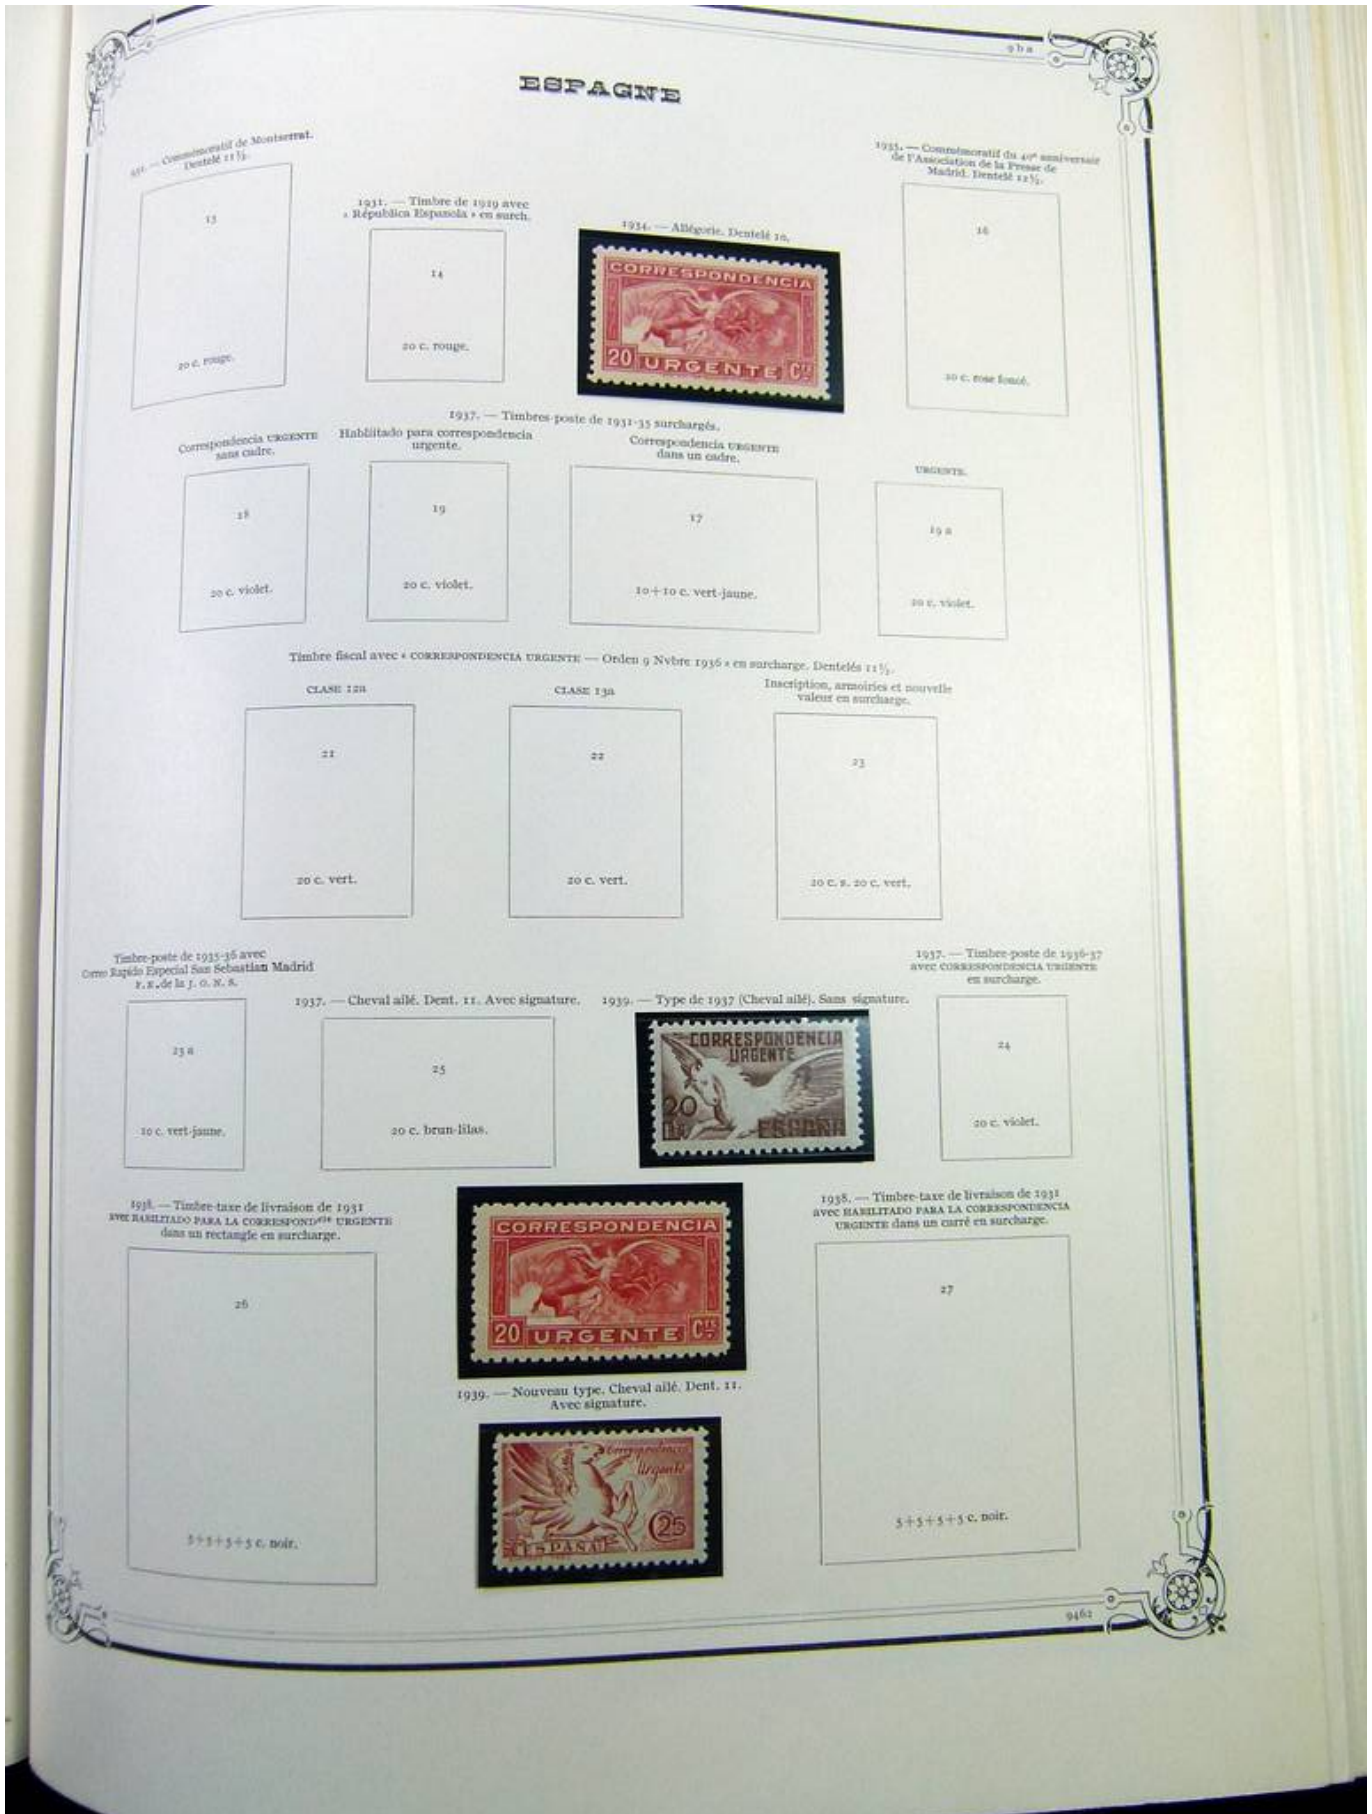 9ba
ESPAGNE
931. — Commémoratif de Montserrat.
Dentelé 11½.
13
20 c. rouge.
1931. — Timbre de 1929 avec
« Républica Espanola » en surch.
14
20 c. rouge.
1934. — Allégorie. Dentelé 10.
CORRESPONDENCIA
20 URGENTE CTS
1935. — Commémoratif du 40e anniversair
de l'Association de la Presse de
Madrid. Dentelé 12½.
16
20 c. rose foncé.
1937. — Timbres-poste de 1931-35 surchargés.
Correspondencia URGENTE
sans cadre.
18
20 c. violet.
Habilitado para correspondencia
urgente.
19
20 c. violet.
Correspondencia URGENTE
dans un cadre.
17
10+10 c. vert-jaune.
URGENTE.
19 a
20 c. violet.
Timbre fiscal avec « CORRESPONDENCIA URGENTE — Orden 9 Nvbre 1936 » en surcharge. Dentelés 11½.
CLASE 12a
21
20 c. vert.
CLASE 13a
22
20 c. vert.
Inscription, armoiries et nouvelle
valeur en surcharge.
23
20 c. s. 20 c. vert.
Timbre-poste de 1935-36 avec
Correo Rapido Especial San Sebastian Madrid
F. E. de la J. O. N. S.
23 a
10 c. vert-jaune.
1937. — Cheval ailé. Dent. 11. Avec signature.
25
20 c. brun-lilas.
1939. — Type de 1937 (Cheval ailé). Sans signature.
CORRESPONDENCIA
URGENTE
20
ESPAÑA
1937. — Timbre-poste de 1936-37
avec CORRESPONDENCIA URGENTE
en surcharge.
24
20 c. violet.
1938. — Timbre-taxe de livraison de 1931
avec HABILITADO PARA LA CORRESPONDcia URGENTE
dans un rectangle en surcharge.
26
5+5+5+5 c. noir.
CORRESPONDENCIA
20 URGENTE CTS
1939. — Nouveau type. Cheval ailé. Dent. 11.
Avec signature.
Correspondencia
Urgente
25
ESPAÑA
1938. — Timbre-taxe de livraison de 1931
avec HABILITADO PARA LA CORRESPONDENCIA
URGENTE dans un carré en surcharge.
27
5+5+5+5 c. noir.
9462